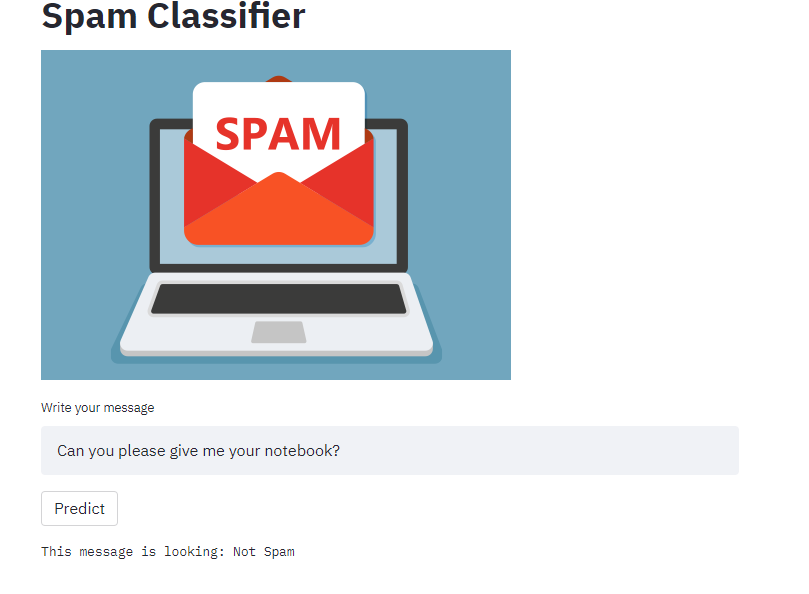 Spam Classifier
SPAM
Write your message
Can you please give me your notebook?
Predict
This message is looking: Not Spam